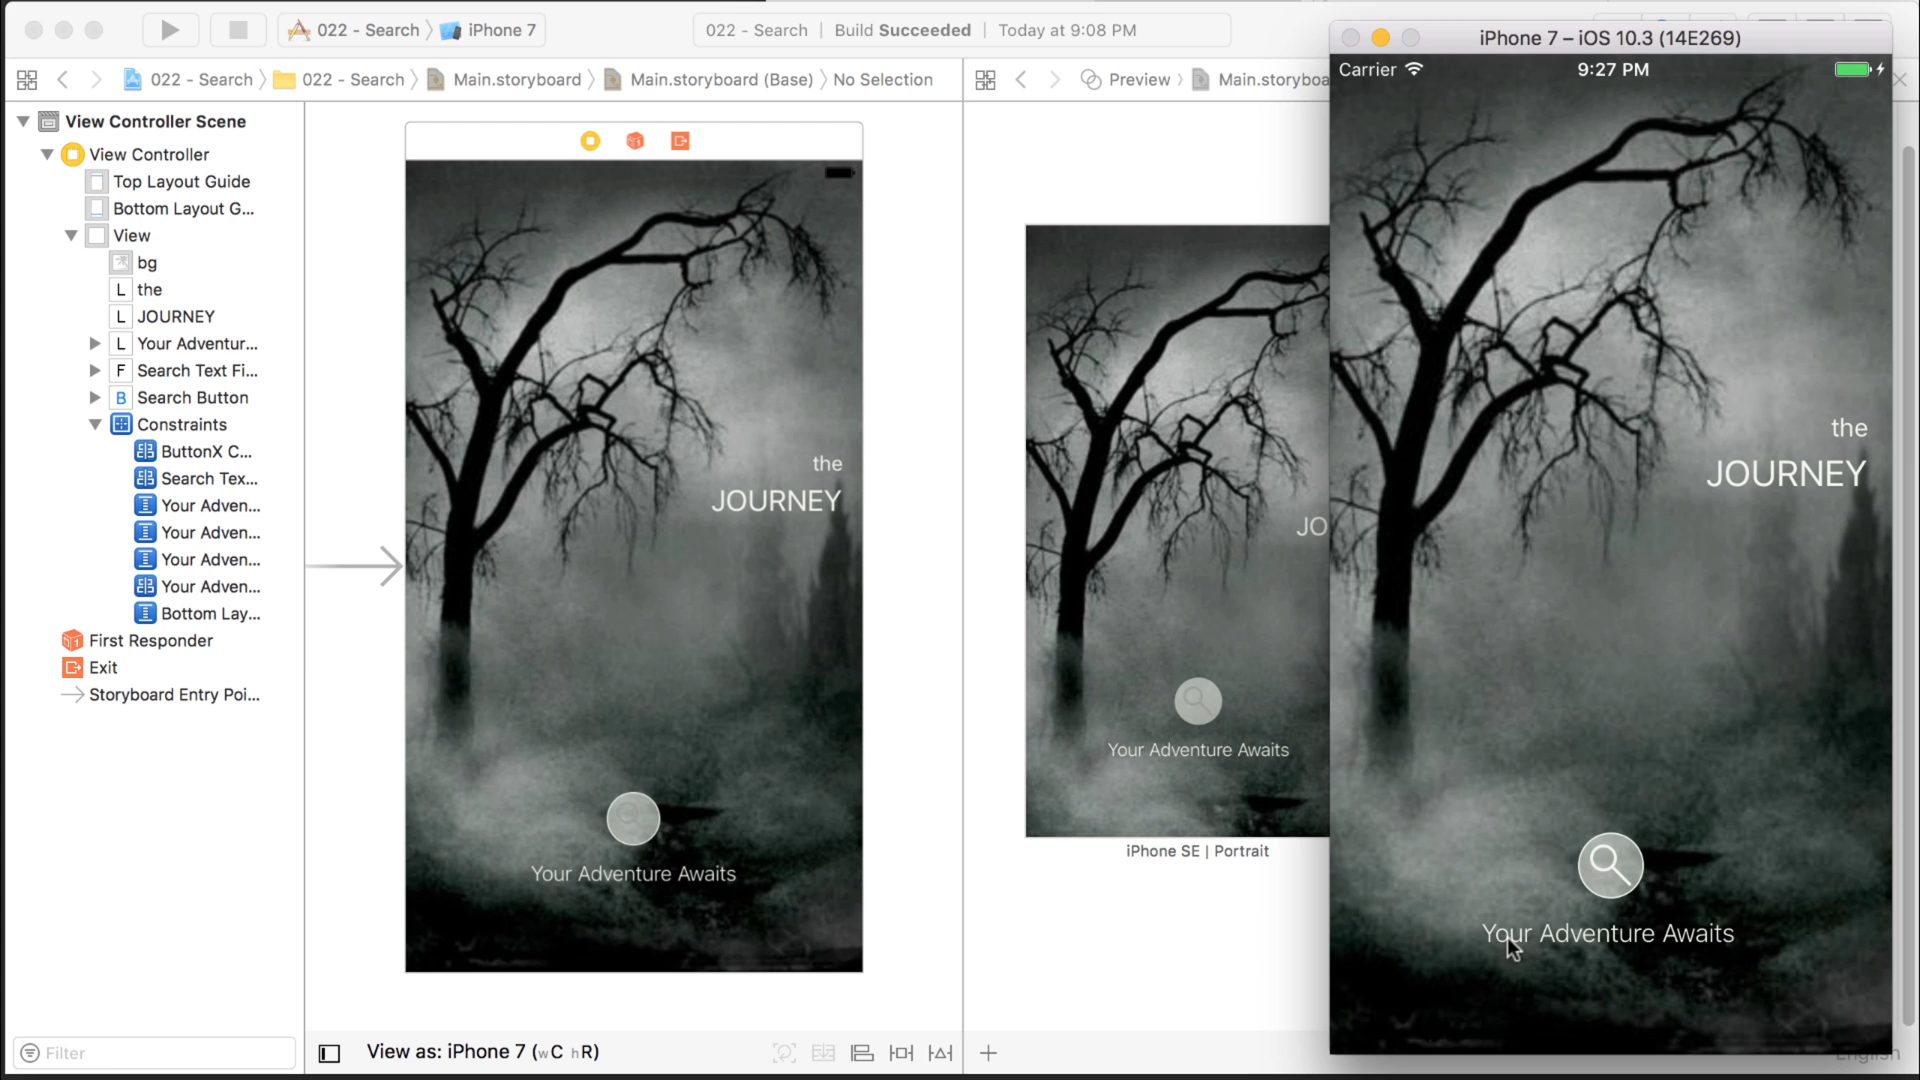 022 - Search
iPhone 7
022 - Search | Build Succeeded | Today at 9:08 PM
iPhone 7 – iOS 10.3 (14E269)
022 - Search
022 - Search
Main.storyboard
Main.storyboard (Base)
No Selection
Preview
Main.storyboa
Carrier
9:27 PM
View Controller Scene
View Controller
Top Layout Guide
Bottom Layout G...
View
bg
L the
L JOURNEY
L Your Adventur...
F Search Text Fi...
B Search Button
Constraints
ButtonX C...
Search Tex...
Your Adven...
Your Adven...
Your Adven...
Your Adven...
Bottom Lay...
First Responder
Exit
Storyboard Entry Poi...
Filter
the
JOURNEY
Your Adventure Awaits
View as: iPhone 7 (wC hR)
JO
Your Adventure Awaits
iPhone SE | Portrait
the
JOURNEY
Your Adventure Awaits
English